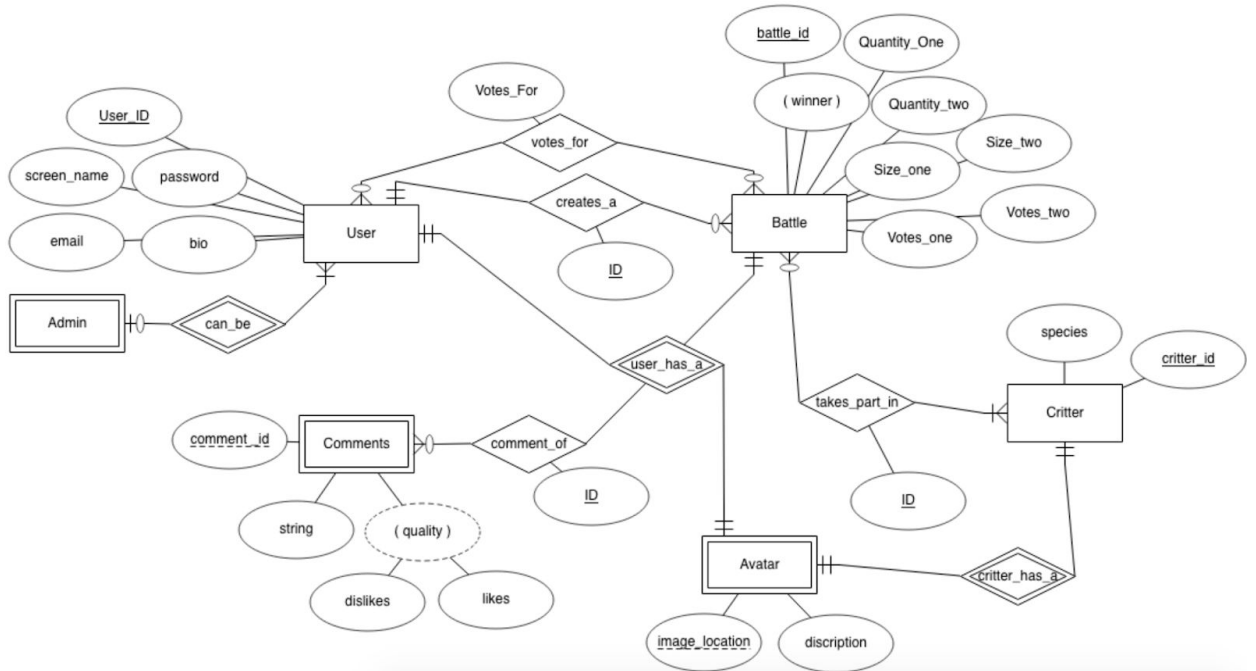 battle_id
Quantity_One
Votes_For
( winner )
Quantity_two
User_ID
votes_for
Size_two
screen_name
password
Size_one
creates_a
Votes_two
User
Battle
email
bio
Votes_one
ID
Admin
can_be
species
user_has_a
critter_id
takes_part_in
Critter
comment_id
Comments
comment_of
ID
ID
string
( quality )
Avatar
critter_has_a
dislikes
likes
image_location
discription